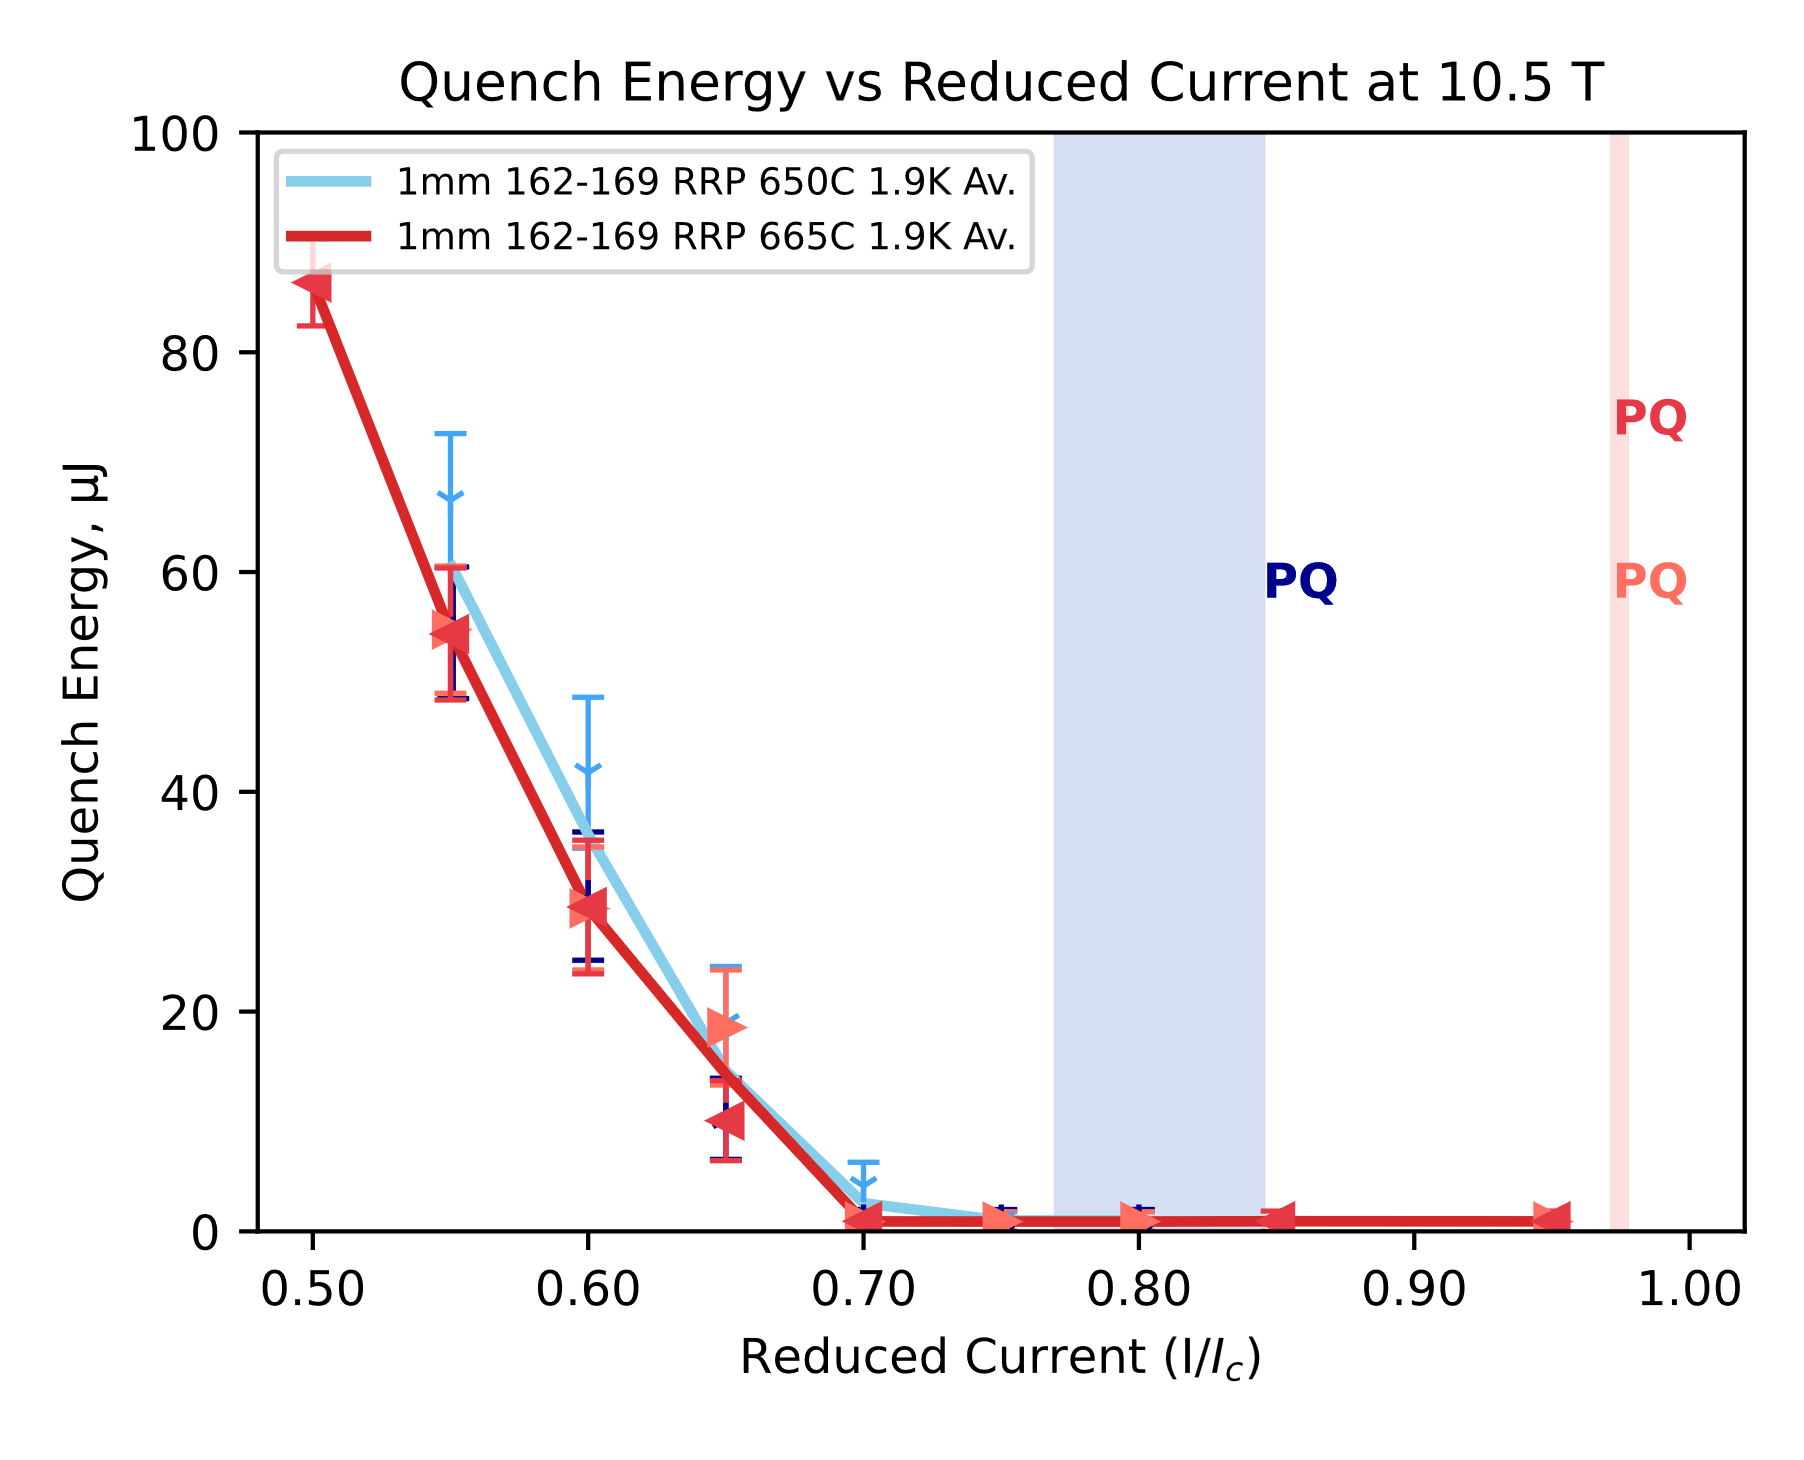 Quench Energy vs Reduced Current at 10.5 T
100
80
60
40
20
0
Quench Energy, μJ
1mm 162-169 RRP 650C 1.9K Av.
1mm 162-169 RRP 665C 1.9K Av.
PQ
PQ
PQ
0.50 0.60 0.70 0.80 0.90 1.00
Reduced Current (I/I_c)